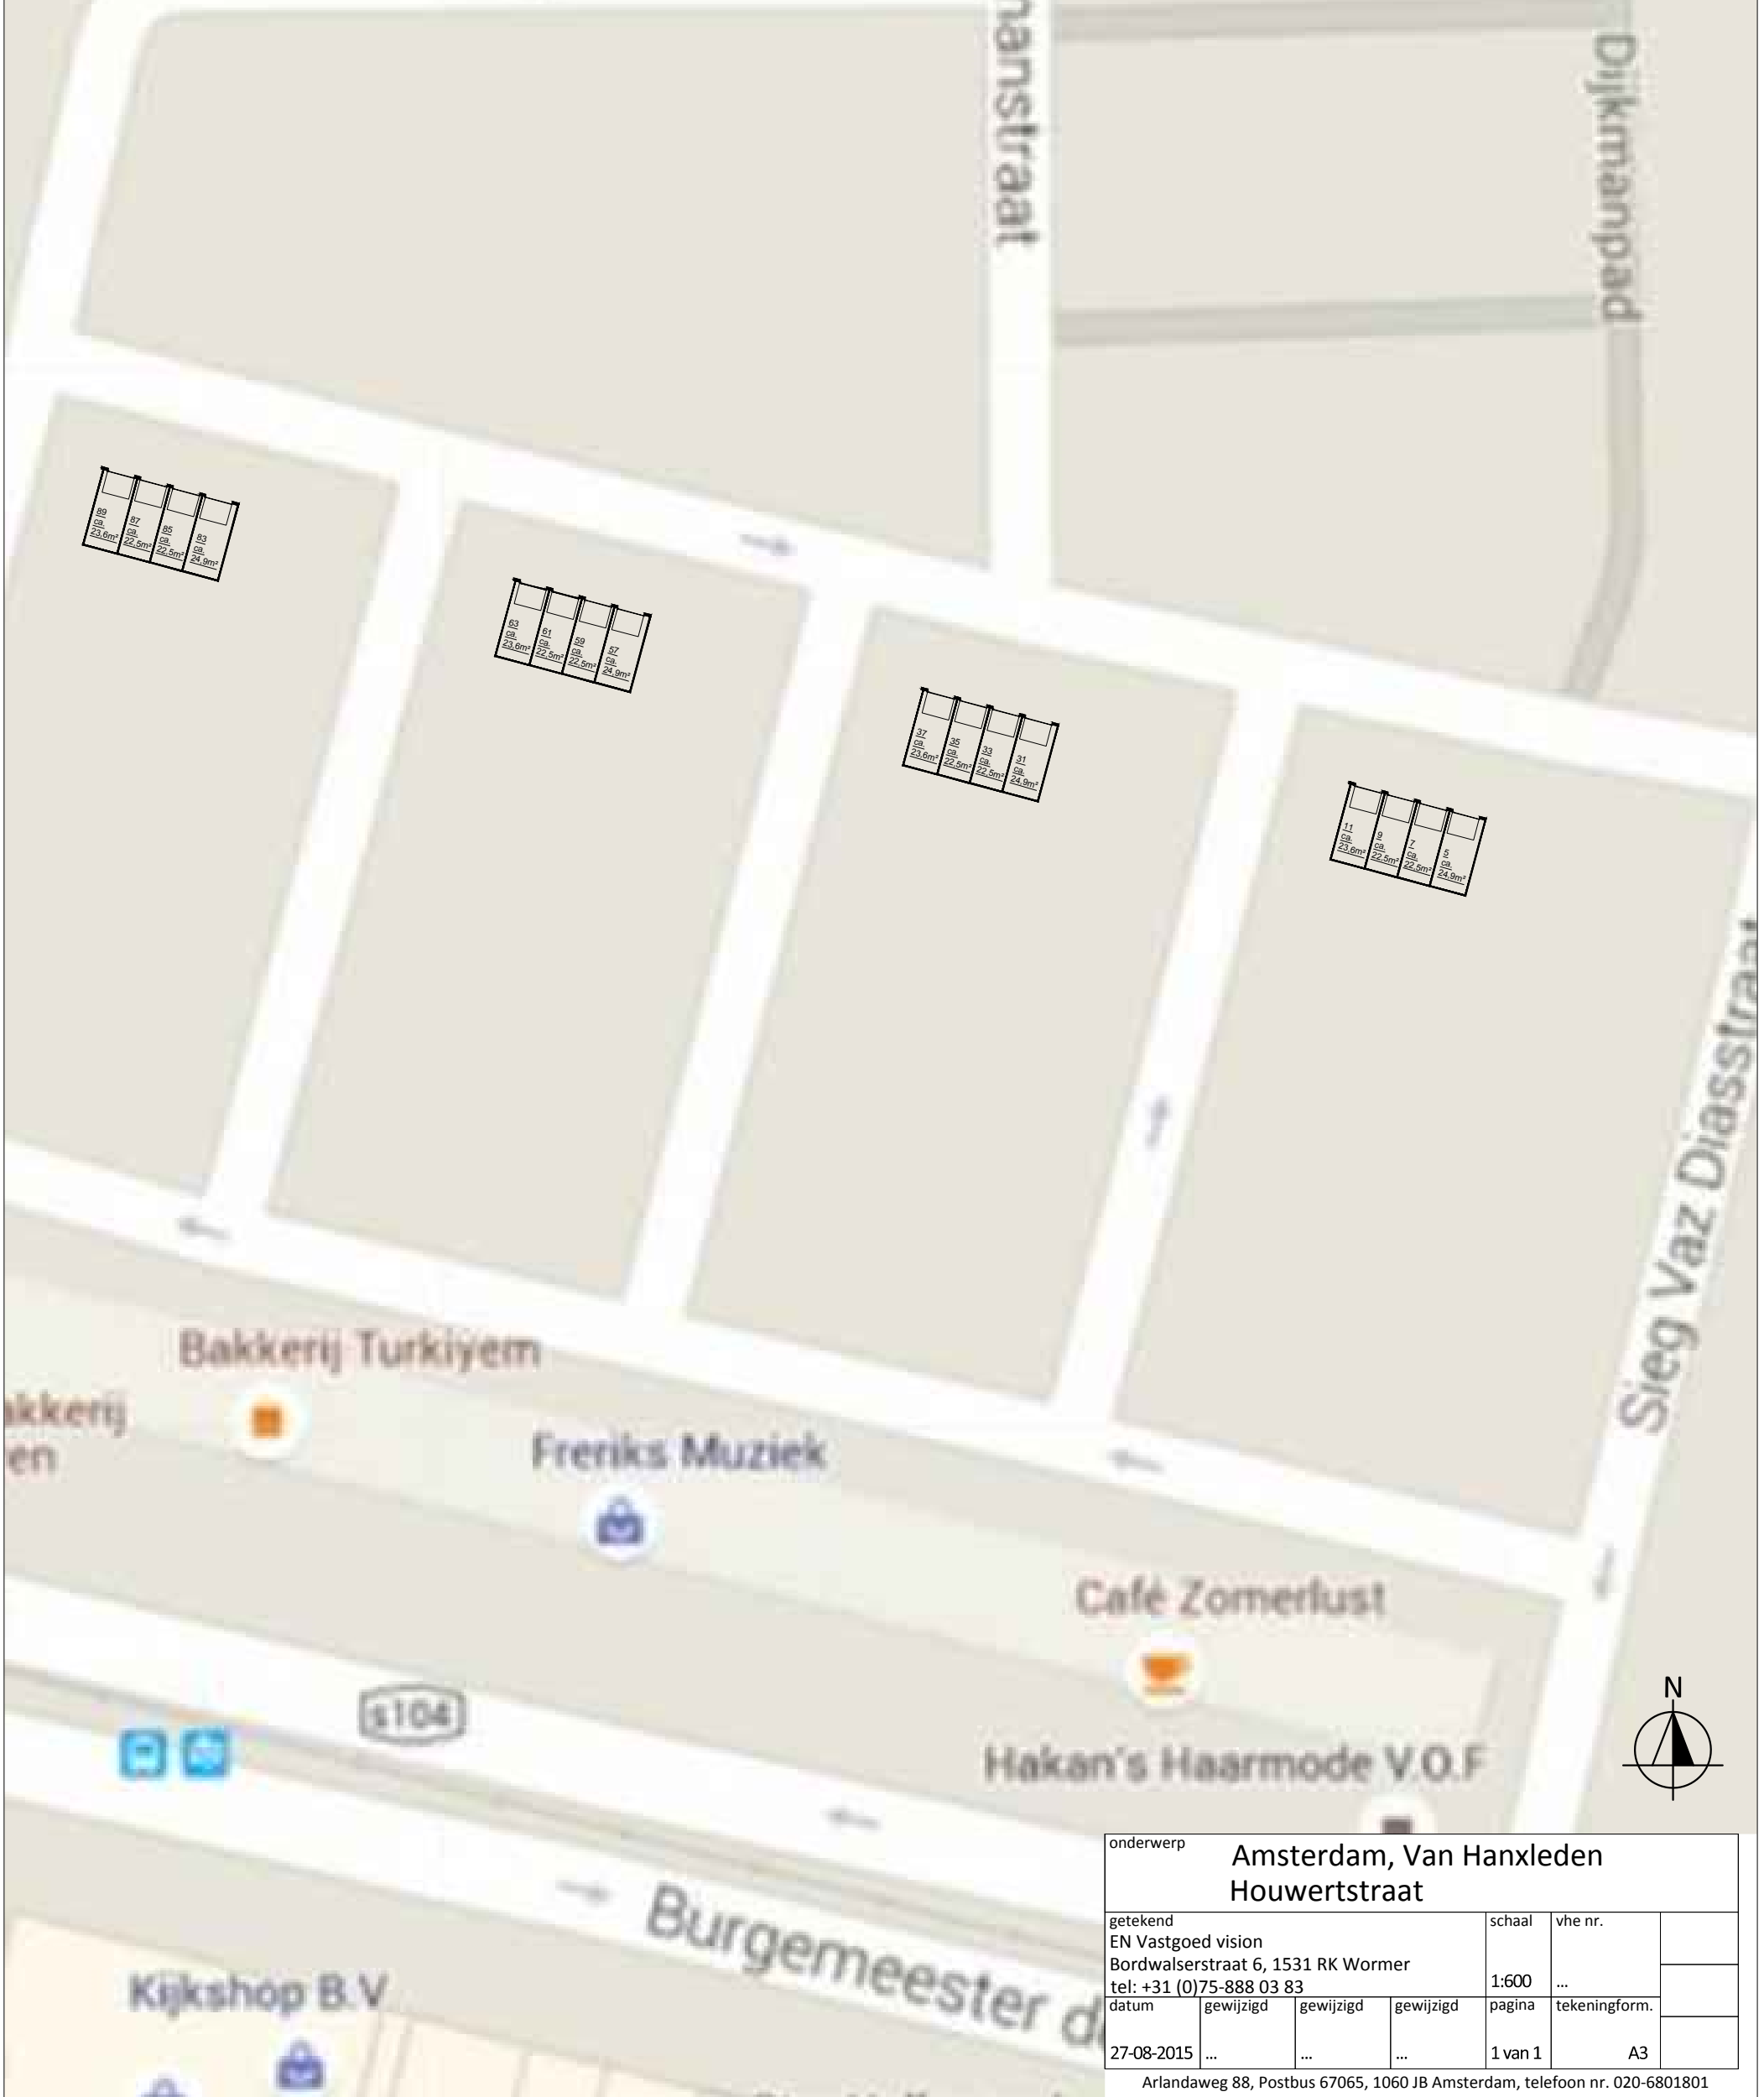 Dijkmanpad
89
ca.
23,6m²
87
ca.
22,5m²
85
ca.
22,5m²
83
ca.
24,9m²
63
ca.
23,6m²
61
ca.
22,5m²
59
ca.
22,5m²
57
ca.
24,9m²
37
ca.
23,6m²
35
ca.
22,5m²
33
ca.
22,5m²
31
ca.
24,9m²
11
ca.
23,6m²
9
ca.
22,5m²
7
ca.
22,5m²
5
ca.
24,9m²
Sieg Vaz Diasstraat
Bakkerij Turkiyem
akkerij
en
Freriks Muziek
Café Zomerlust
s104
Hakan's Haarmode V.O.F
N
Burgemeester d
Kijkshop B.V
onderwerp
Amsterdam, Van Hanxleden
Houwertstraat
getekend
EN Vastgoed vision
Bordwalserstraat 6, 1531 RK Wormer
tel: +31 (0)75-888 03 83
schaal
1:600
vhe nr.
...
datum
27-08-2015
gewijzigd
...
gewijzigd
...
gewijzigd
...
pagina
1 van 1
tekeningform.
A3
Arlandaweg 88, Postbus 67065, 1060 JB Amsterdam, telefoon nr. 020-6801801